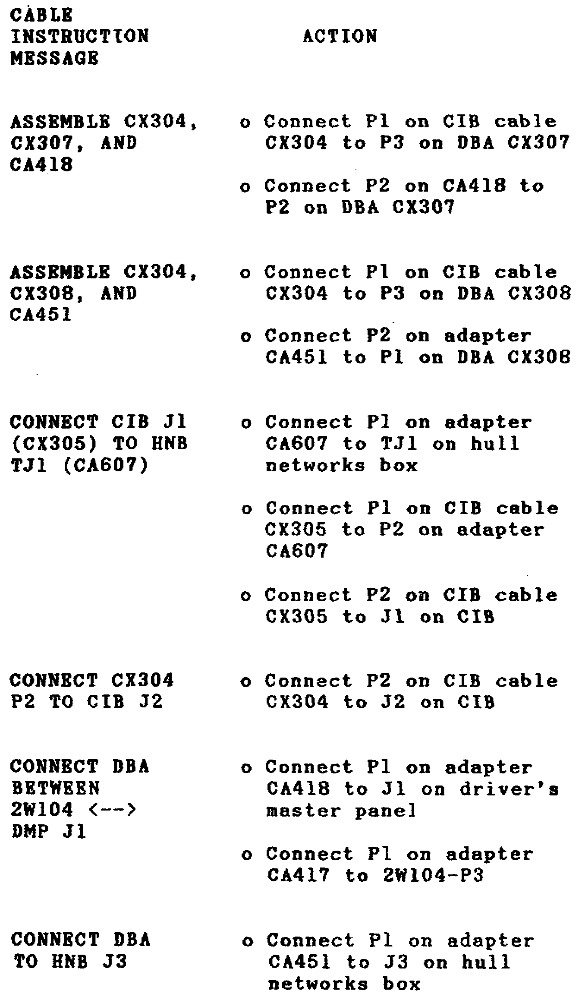 CABLE
INSTRUCTION ACTION
MESSAGE
ASSEMBLE CX304, o Connect P1 on CIB cable
CX307, AND CX304 to P3 on DBA CX307
CA418
o Connect P2 on CA418 to
P2 on DBA CX307
ASSEMBLE CX304, o Connect P1 on CIB cable
CX308, AND CX304 to P3 on DBA CX308
CA451
o Connect P2 on adapter
CA451 to P1 on DBA CX308
CONNECT CIB J1 o Connect P1 on adapter
(CX305) TO HNB CA607 to TJ1 on hull
TJ1 (CA607) networks box
o Connect P1 on CIB cable
CX305 to P2 on adapter
CA607
o Connect P2 on CIB cable
CX305 to J1 on CIB
CONNECT CX304 o Connect P2 on CIB cable
P2 TO CIB J2 CX304 to J2 on CIB
CONNECT DBA o Connect P1 on adapter
BETWEEN CA418 to J1 on driver's
2W104 <--> master panel
DMP J1
o Connect P1 on adapter
CA417 to 2W104-P3
CONNECT DBA o Connect P1 on adapter
TO HNB J3 CA451 to J3 on hull
networks box